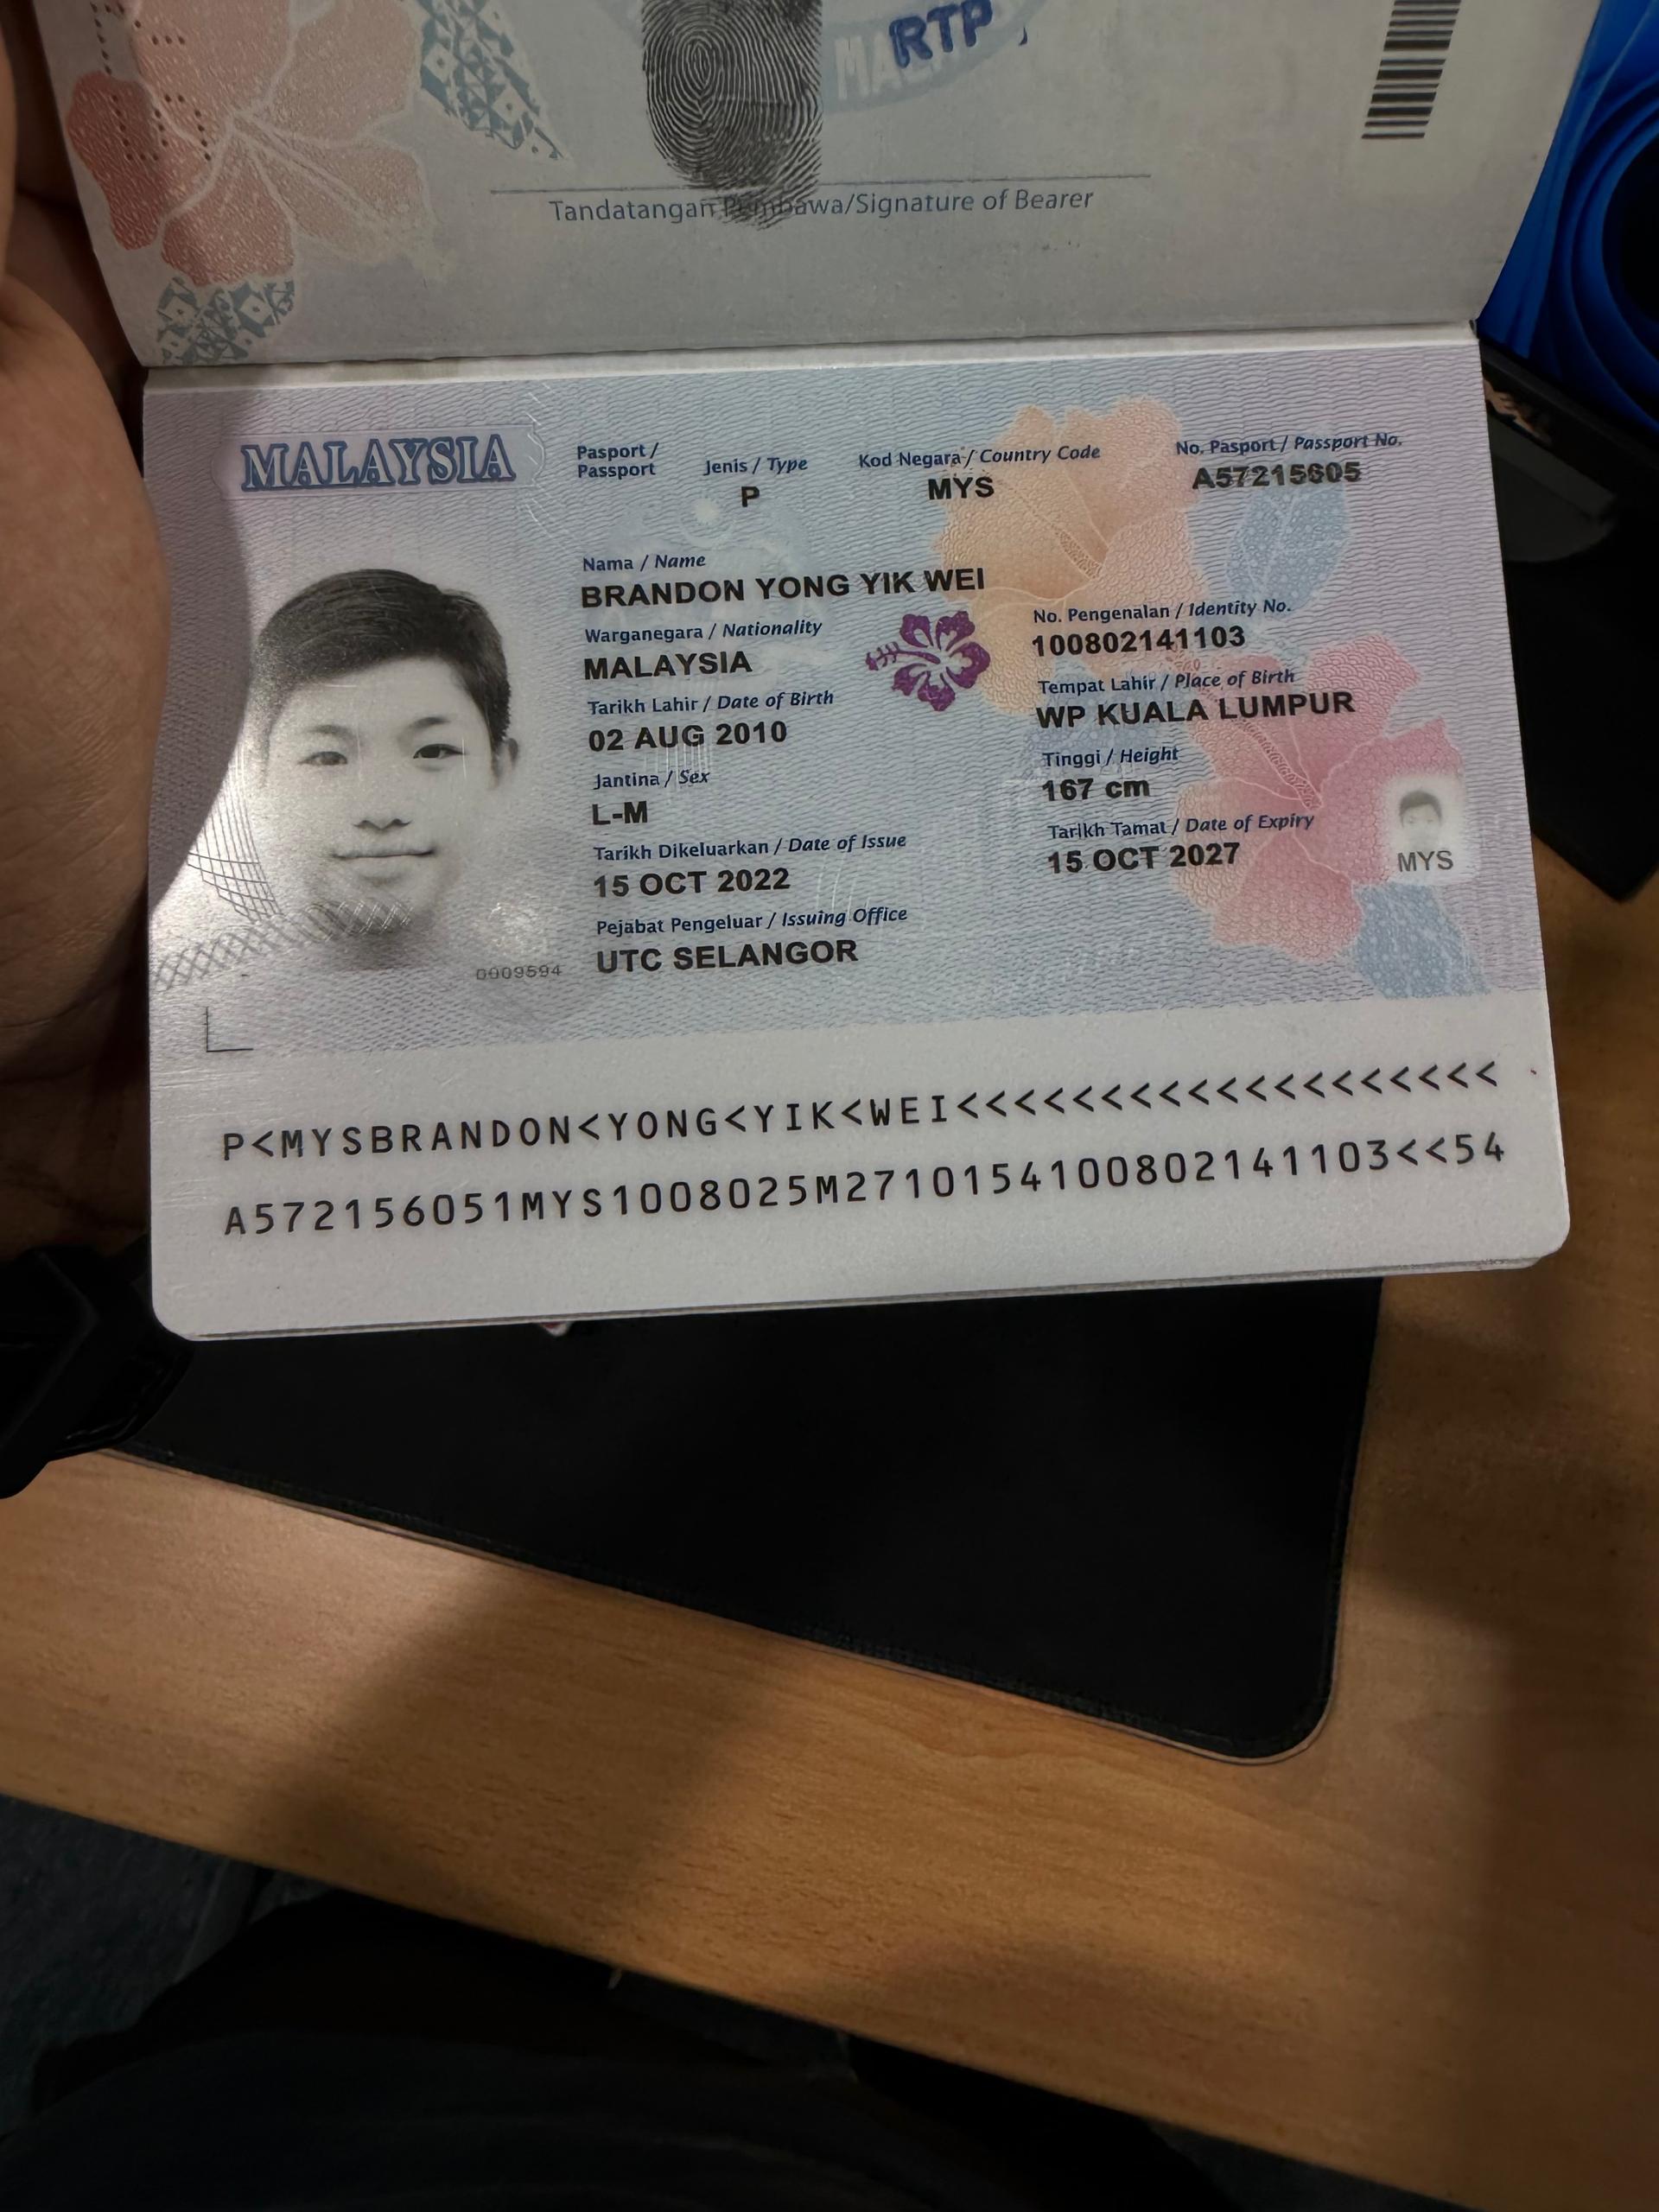 RTP
Tandatangan Pembawa/Signature of Bearer
MALAYSIA
Pasport / Passport
Jenis / Type
P
Kod Negara / Country Code
MYS
No. Pasport / Passport No.
A57215605
Nama / Name
BRANDON YONG YIK WEI
Warganegara / Nationality
MALAYSIA
Tarikh Lahir / Date of Birth
02 AUG 2010
Jantina / Sex
L-M
Tarikh Dikeluarkan / Date of Issue
15 OCT 2022
Pejabat Pengeluar / Issuing Office
UTC SELANGOR
No. Pengenalan / Identity No.
100802141103
Tempat Lahir / Place of Birth
WP KUALA LUMPUR
Tinggi / Height
167 cm
Tarikh Tamat / Date of Expiry
15 OCT 2027
MYS
0009594
P<MYSBRANDON<YONG<YIK<WEI<<<<<<<<<<<<<<<<<<<
A572156051MYS1008025M2710154100802141103<<54